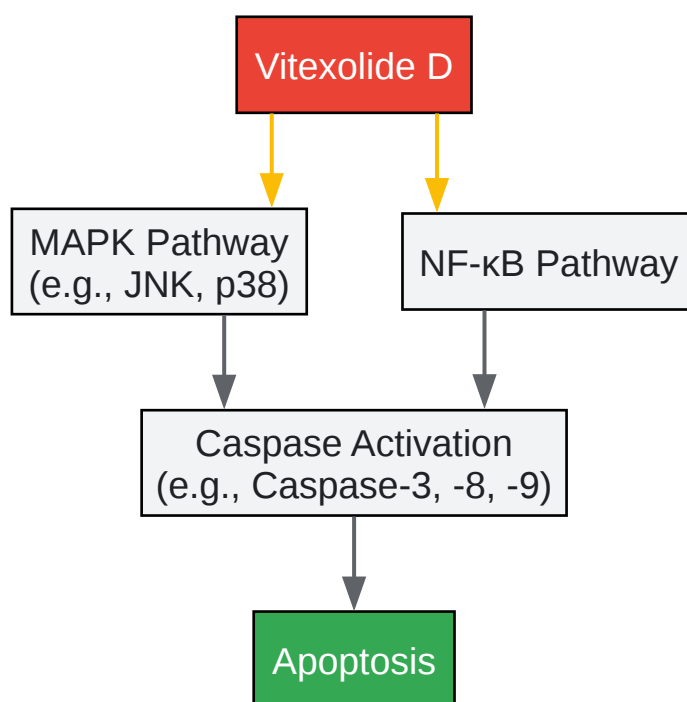 Vitexolide D
MAPK Pathway
(e.g., JNK, p38)
NF-κB Pathway
Caspase Activation
(e.g., Caspase-3, -8, -9)
Apoptosis